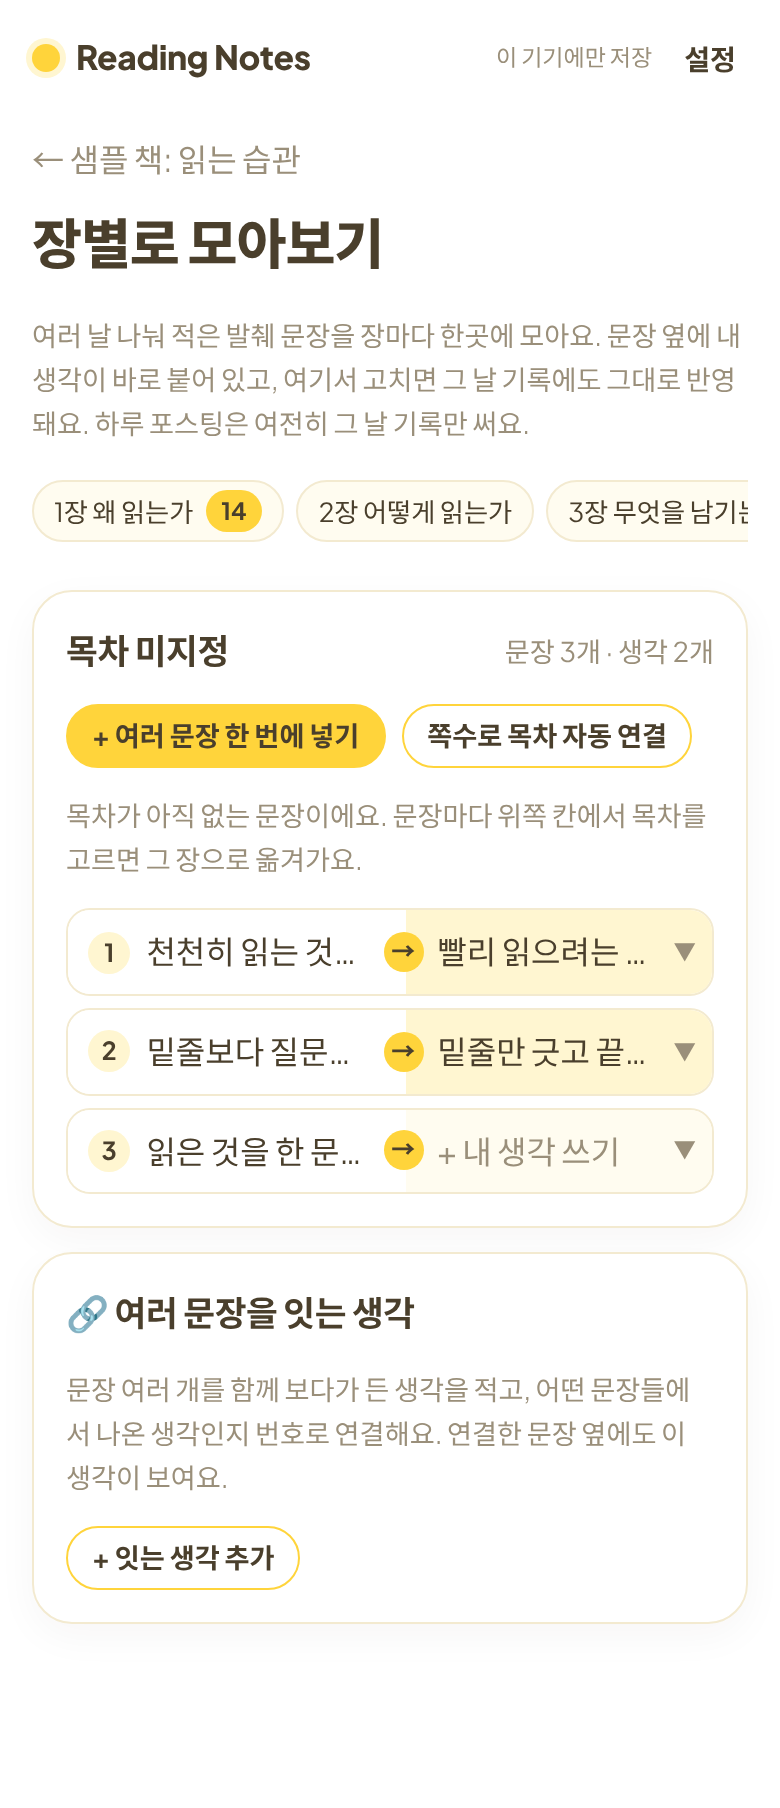 Reading Notes
이 기기에만 저장
설정
← 샘플 책: 읽는 습관
장별로 모아보기
여러 날 나눠 적은 발췌 문장을 장마다 한곳에 모아요. 문장 옆에 내
생각이 바로 붙어 있고, 여기서 고치면 그 날 기록에도 그대로 반영
돼요. 하루 포스팅은 여전히 그 날 기록만 써요.
1장 왜 읽는가 14
2장 어떻게 읽는가
3장 무엇을 남기는
목차 미지정
문장 3개 · 생각 2개
+ 여러 문장 한 번에 넣기
쪽수로 목차 자동 연결
목차가 아직 없는 문장이에요. 문장마다 위쪽 칸에서 목차를
고르면 그 장으로 옮겨가요.
1 천천히 읽는 것... → 빨리 읽으려는 ... ▼
2 밑줄보다 질문... → 밑줄만 긋고 끝... ▼
3 읽은 것을 한 문... → + 내 생각 쓰기 ▼
🔗 여러 문장을 잇는 생각
문장 여러 개를 함께 보다가 든 생각을 적고, 어떤 문장들에
서 나온 생각인지 번호로 연결해요. 연결한 문장 옆에도 이
생각이 보여요.
+ 잇는 생각 추가